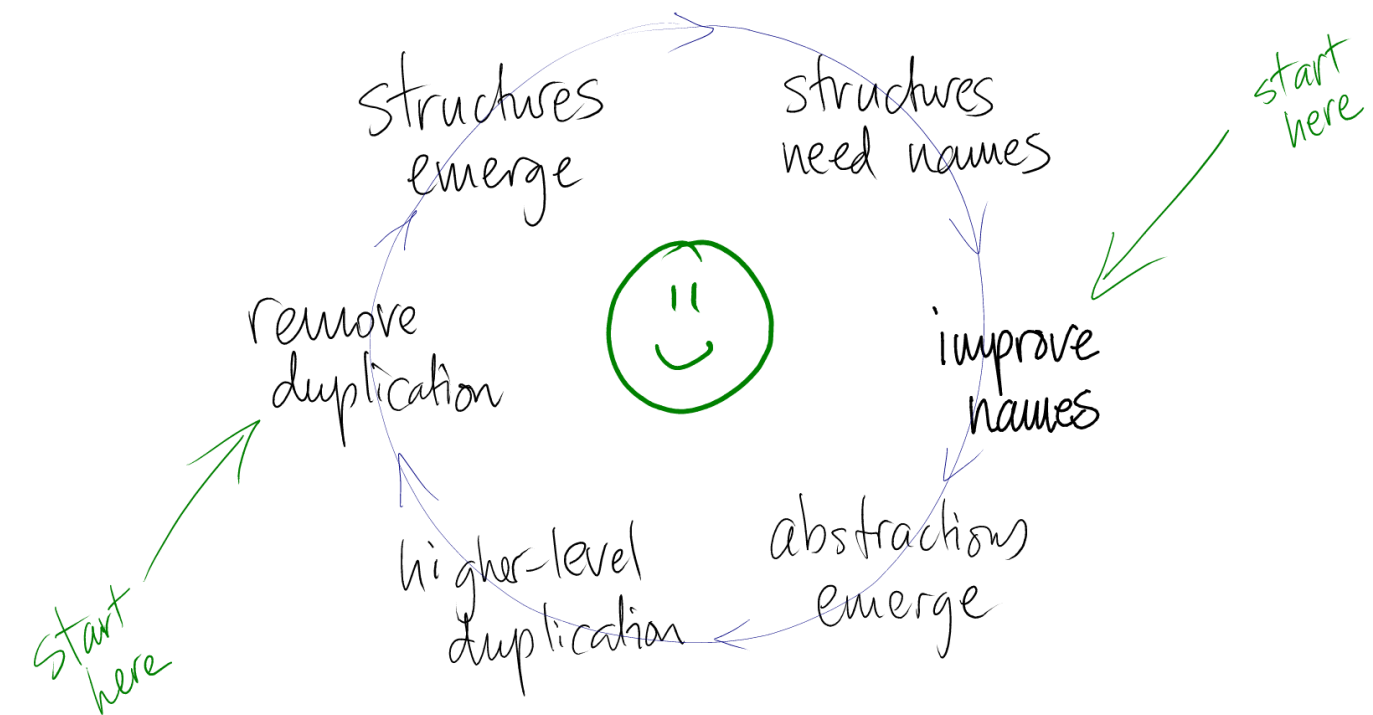 structures
emerge
structures
need names
start
here
improve
names
abstractions
emerge
higher-level
duplication
remove
duplication
start
here